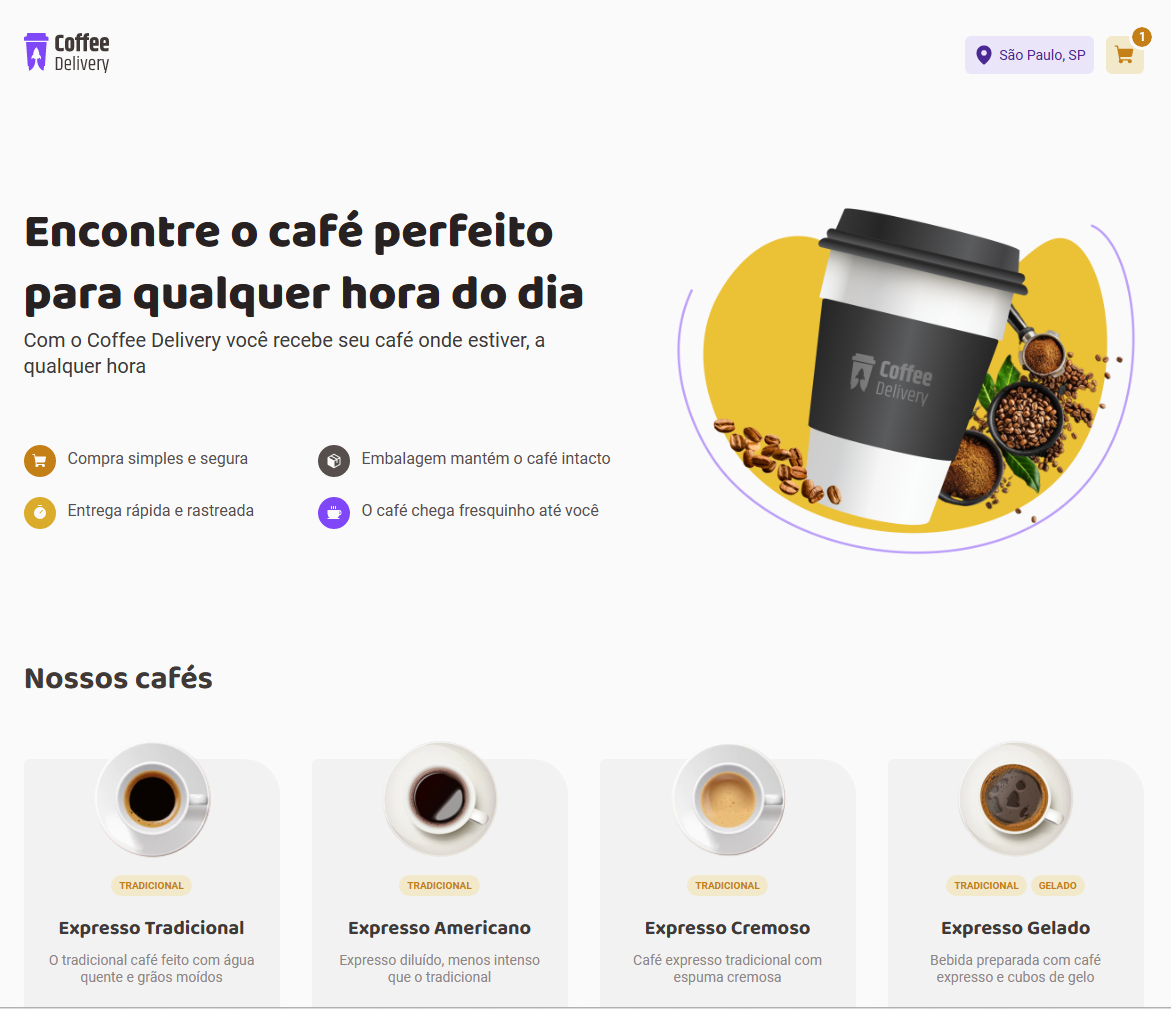 Coffee
Delivery
São Paulo, SP
1
Encontre o café perfeito
para qualquer hora do dia
Com o Coffee Delivery você recebe seu café onde estiver, a
qualquer hora
Coffee
Delivery
Compra simples e segura
Embalagem mantém o café intacto
Entrega rápida e rastreada
O café chega fresquinho até você
Nossos cafés
TRADICIONAL
Expresso Tradicional
O tradicional café feito com água
quente e grãos moídos
TRADICIONAL
Expresso Americano
Expresso diluído, menos intenso
que o tradicional
TRADICIONAL
Expresso Cremoso
Café expresso tradicional com
espuma cremosa
TRADICIONAL GELADO
Expresso Gelado
Bebida preparada com café
expresso e cubos de gelo